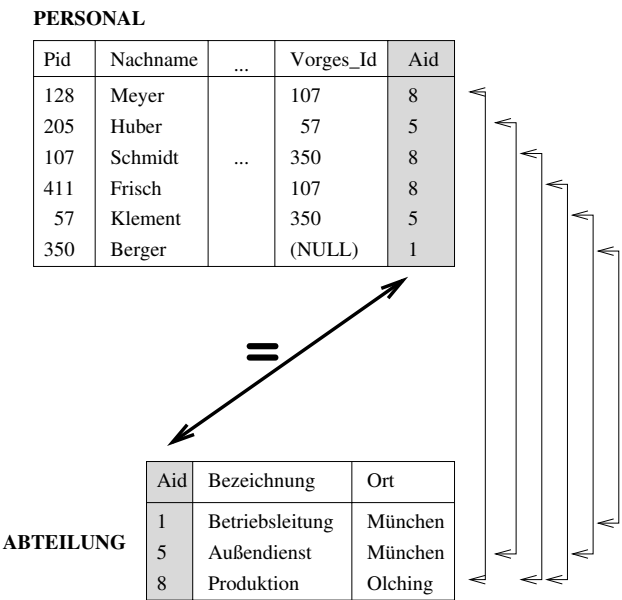 PERSONAL
Pid Nachname ... Vorges_Id Aid
128 Meyer 107 8
205 Huber 57 5
107 Schmidt ... 350 8
411 Frisch 107 8
57 Klement 350 5
350 Berger (NULL) 1
=
Aid Bezeichnung Ort
1 Betriebsleitung München
ABTEILUNG
5 Außendienst München
8 Produktion Olching